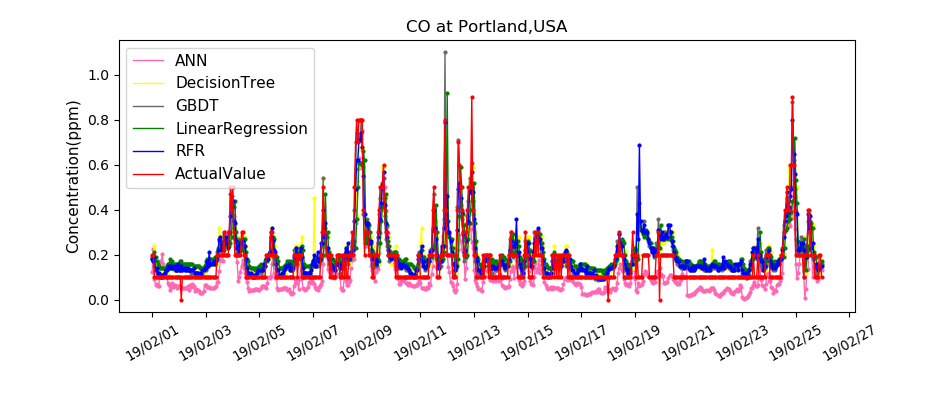 CO at Portland,USA
Concentration(ppm)
1.0
0.8
0.6
0.4
0.2
0.0
ANN
DecisionTree
GBDT
LinearRegression
RFR
ActualValue
19/02/01
19/02/03
19/02/05
19/02/07
19/02/09
19/02/11
19/02/13
19/02/15
19/02/17
19/02/19
19/02/21
19/02/23
19/02/25
19/02/27